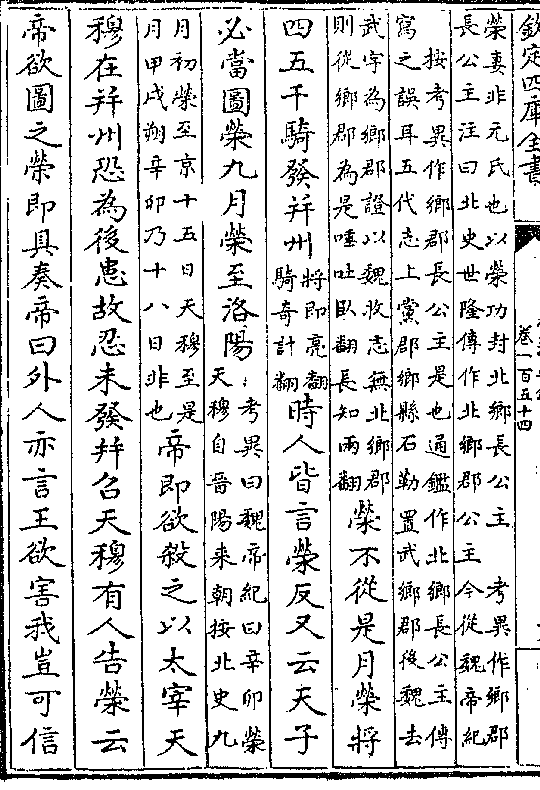 欽定四庫全書
卷一百五十四
榮妻非元氏也以榮功封北鄉長公主 考異作鄉郡
長公主注曰北史世隆傳作北鄉郡公主今從魏帝紀
按考異作鄉郡長公主是也通鑑作北鄉長公主傳
寫之誤耳五代志上黨郡鄉縣石勒置武鄉郡後魏去
武字為鄉郡證以魏收志無北鄉郡
則從鄉郡為是唾吐臥翻長知兩翻
榮不從是月榮將
四五千騎發并州
將即亮翻
騎奇計翻
時人皆言榮反又云天子
必當圖榮九月榮至洛陽
考異曰魏帝紀曰辛卯榮
天穆自晉陽來朝按北史九
月初榮至京十五日天穆至是
月甲戌朔辛卯乃十八日非也
帝即欲殺之以太宰天
穆在并州恐為後患故忍未發并召天穆有人告榮云
帝欲圖之榮即具奏帝曰外人亦言王欲害我豈可信